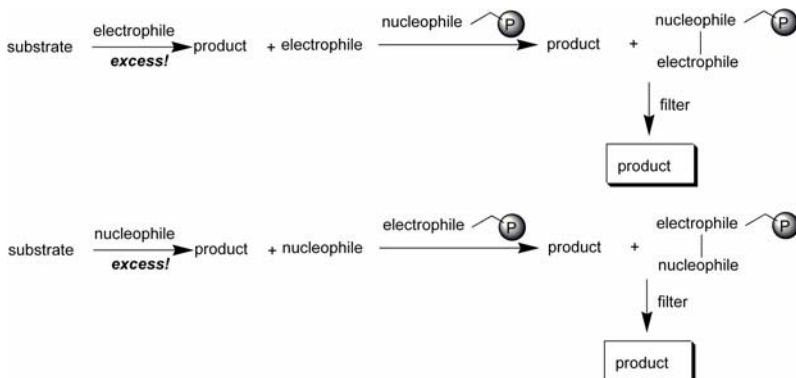 nucleophile P nucleophile P
electrophile
substrate product + electrophile product +
excess! electrophile
filter
product
electrophile P electrophile P
nucleophile
substrate product + nucleophile product +
excess! nucleophile
filter
product